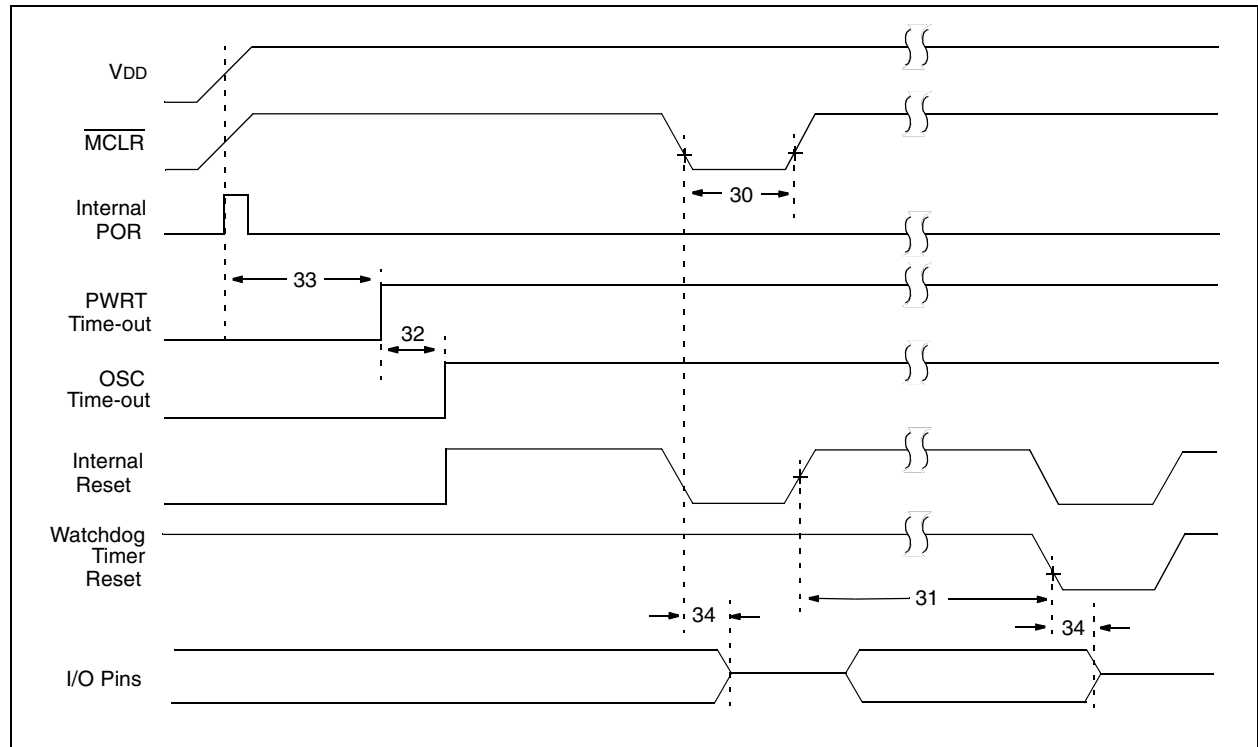 VDD
MCLR
30
Internal
POR
33
PWRT
Time-out
32
OSC
Time-out
Internal
Reset
Watchdog
Timer
Reset
31
34
34
I/O Pins